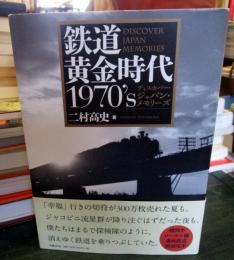 鉄道
黄金時代
1970'S
DISCOVER
JAPAN
MEMORIES
ディスカバー・
ジャパン・
メモリーズ
二村高史 著
「幸福」行きの切符が300万枚売れた夏も、
ジャコビニ流星群が降り注ではずだった夜も、
僕たちはまるで探検隊のように、
消えゆく鉄道を乗りつぶしていた。